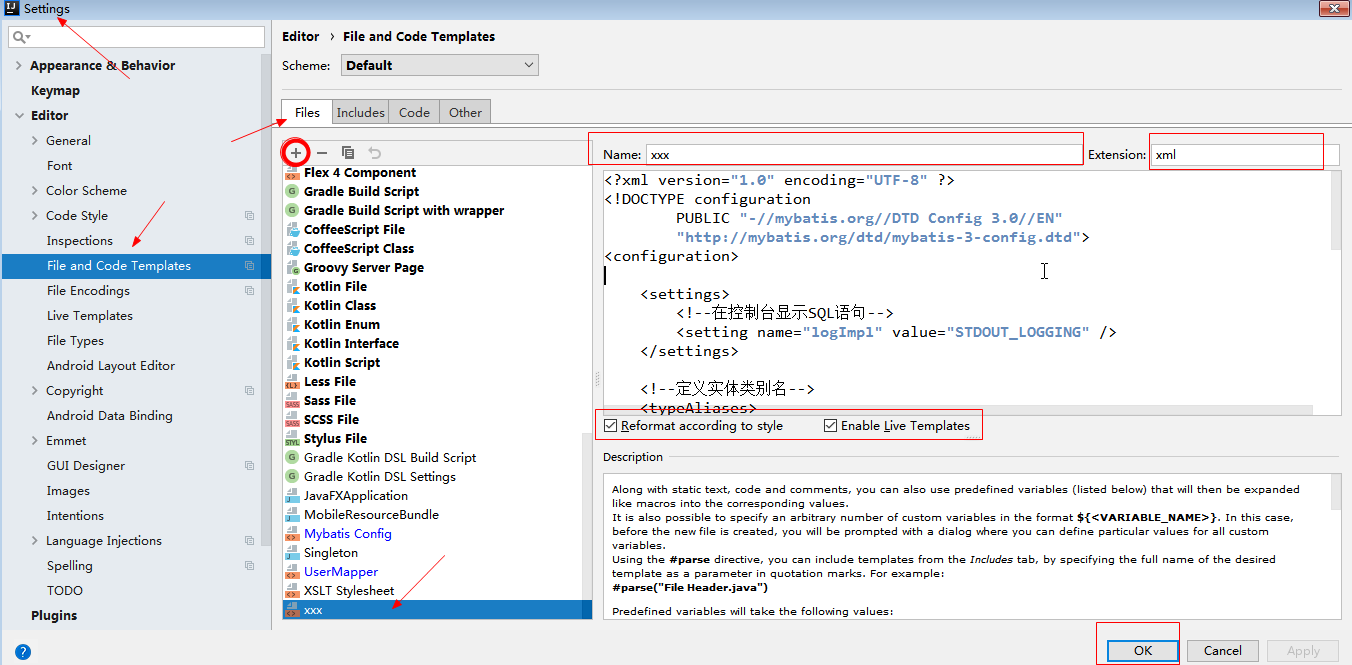 IJ Settings
Appearance & Behavior
Keymap
Editor
General
Font
Color Scheme
Code Style
Inspections
File and Code Templates
File Encodings
Live Templates
File Types
Android Layout Editor
Copyright
Android Data Binding
Emmet
GUI Designer
Images
Intentions
Language Injections
Spelling
TODO
Plugins
?
Editor › File and Code Templates
Scheme: Default
Files Includes Code Other
Flex 4 Component
Gradle Build Script
Gradle Build Script with wrapper
CoffeeScript File
CoffeeScript Class
Groovy Server Page
Kotlin File
Kotlin Class
Kotlin Enum
Kotlin Interface
Kotlin Script
Less File
Sass File
SCSS File
Stylus File
Gradle Kotlin DSL Build Script
Gradle Kotlin DSL Settings
JavaFXApplication
MobileResourceBundle
Mybatis Config
Singleton
UserMapper
XSLT Stylesheet
xxx
Name: xxx Extension: xml
<?xml version="1.0" encoding="UTF-8" ?>
<!DOCTYPE configuration
PUBLIC "-//mybatis.org//DTD Config 3.0//EN"
"http://mybatis.org/dtd/mybatis-3-config.dtd">
<configuration>
<settings>
<!--在控制台显示SQL语句-->
<setting name="logImpl" value="STDOUT_LOGGING" />
</settings>
<!--定义实体类别名-->
<typeAliases>
Reformat according to style Enable Live Templates
Description
Along with static text, code and comments, you can also use predefined variables (listed below) that will then be expanded
like macros into the corresponding values.
It is also possible to specify an arbitrary number of custom variables in the format ${<VARIABLE_NAME>}. In this case,
before the new file is created, you will be prompted with a dialog where you can define particular values for all custom
variables.
Using the #parse directive, you can include templates from the Includes tab, by specifying the full name of the desired
template as a parameter in quotation marks. For example:
#parse("File Header.java")
Predefined variables will take the following values:
OK Cancel Apply